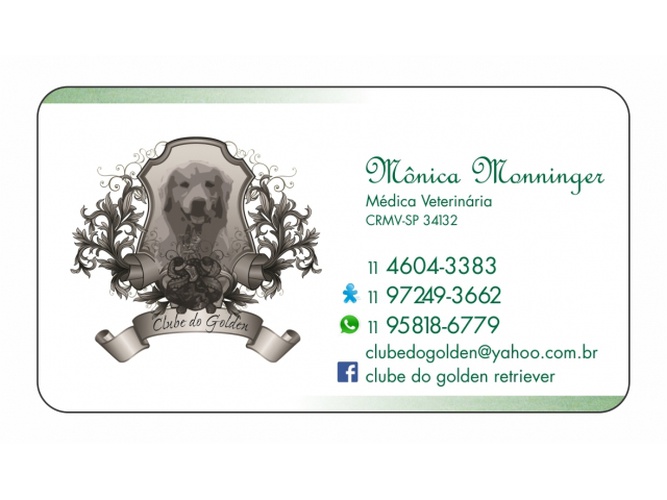 Clube do Golden
Mônica Monninger
Médica Veterinária
CRMV-SP 34132
11 4604-3383
11 97249-3662
11 95818-6779
clubedogolden@yahoo.com.br
clube do golden retriever